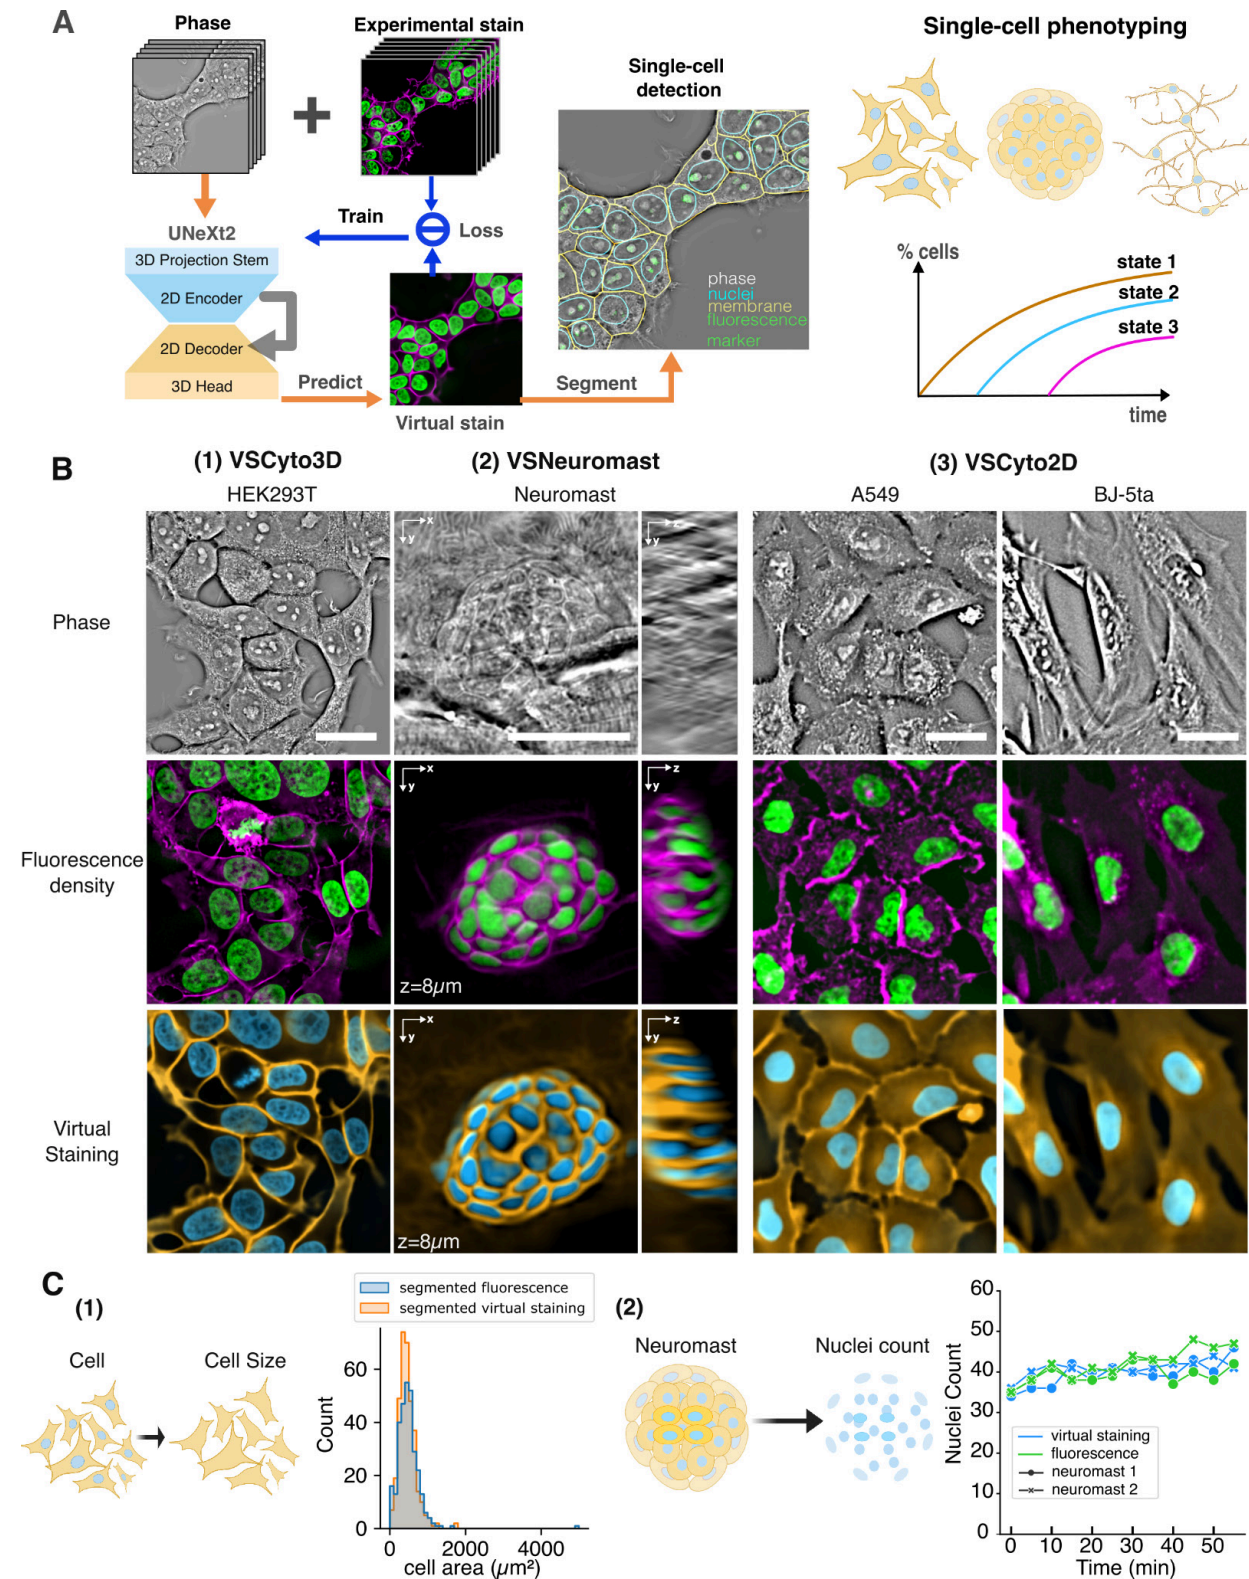 A
Phase
Experimental stain
Single-cell phenotyping
Single-cell
detection
Train
Loss
UNeXt2
3D Projection Stem
2D Encoder
2D Decoder
3D Head
Predict
Virtual stain
Segment
phase
nuclei
membrane
fluorescence
marker
% cells
state 1
state 2
state 3
time
B
(1) VSCyto3D
(2) VSNeuromast
(3) VSCyto2D
HEK293T
Neuromast
A549
BJ-5ta
Phase
x
y
y
Fluorescence
density
x
y
z
y
z=8µm
Virtual
Staining
x
y
z
y
z=8µm
C
(1)
Cell
Cell Size
segmented fluorescence
segmented virtual staining
Count
60
40
20
0
0 2000 4000
cell area (µm²)
(2)
Neuromast
Nuclei count
Nuclei Count
60
50
40
30
20
10
0
virtual staining
fluorescence
neuromast 1
neuromast 2
0 10 20 30 40 50
Time (min)